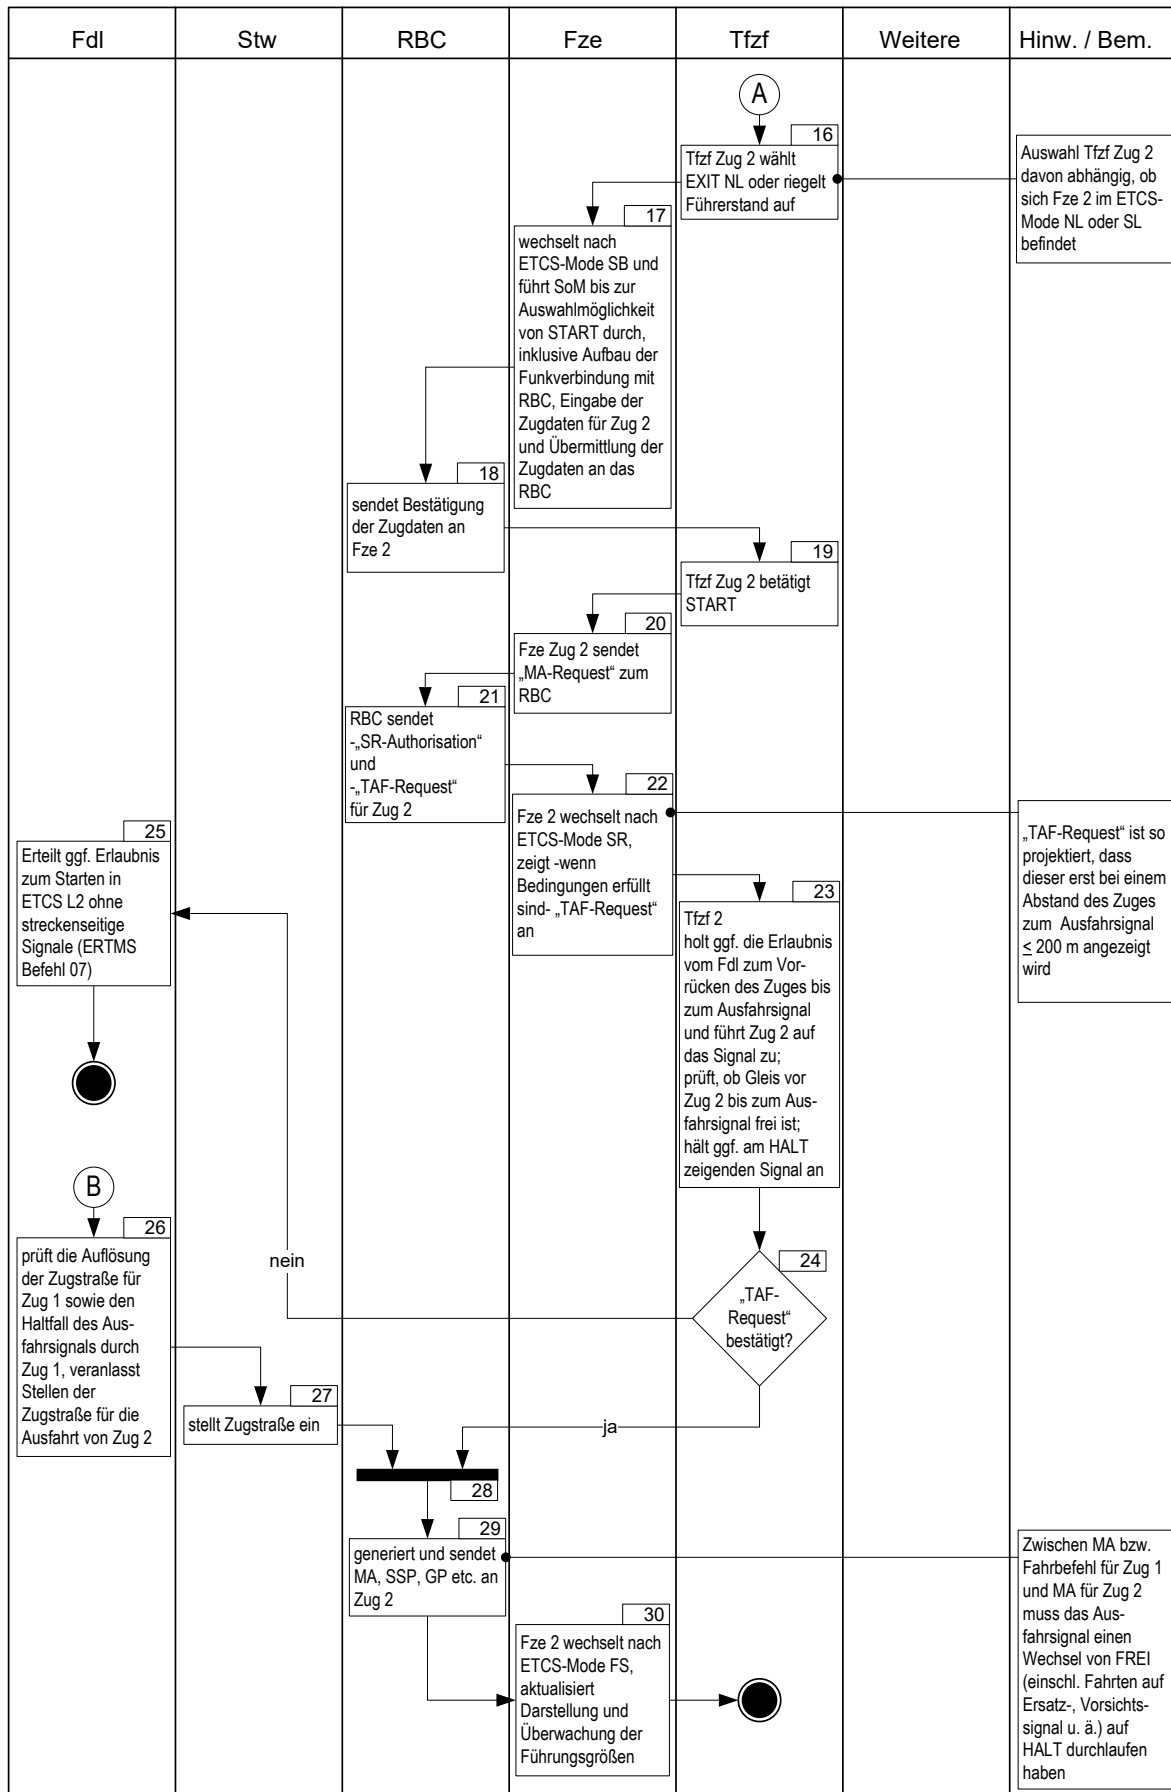 Fdl
Stw
RBC
Fze
Tfzf
Weitere
Hinw. / Bem.
A
16
Tfzf Zug 2 wählt
EXIT NL oder riegelt
Führerstand auf
Auswahl Tfzf Zug 2
davon abhängig, ob
sich Fze 2 im ETCS-
Mode NL oder SL
befindet
17
wechselt nach
ETCS-Mode SB und
führt SoM bis zur
Auswahlmöglichkeit
von START durch,
inklusive Aufbau der
Funkverbindung mit
RBC, Eingabe der
Zugdaten für Zug 2
und Übermittlung der
Zugdaten an das
RBC
18
sendet Bestätigung
der Zugdaten an
Fze 2
19
Tfzf Zug 2 betätigt
START
20
Fze Zug 2 sendet
„MA-Request“ zum
RBC
21
RBC sendet
-„SR-Authorisation“
und
-„TAF-Request“
für Zug 2
22
Fze 2 wechselt nach
ETCS-Mode SR,
zeigt -wenn
Bedingungen erfüllt
sind- „TAF-Request“
an
„TAF-Request“ ist so
projektiert, dass
dieser erst bei einem
Abstand des Zuges
zum Ausfahrsignal
≤ 200 m angezeigt
wird
23
Tfzf 2
holt ggf. die Erlaubnis
vom Fdl zum Vor-
rücken des Zuges bis
zum Ausfahrsignal
und führt Zug 2 auf
das Signal zu;
prüft, ob Gleis vor
Zug 2 bis zum Aus-
fahrsignal frei ist;
hält ggf. am HALT
zeigenden Signal an
24
„TAF-
Request“
bestätigt?
nein
ja
25
Erteilt ggf. Erlaubnis
zum Starten in
ETCS L2 ohne
streckenseitige
Signale (ERTMS
Befehl 07)
B
26
prüft die Auflösung
der Zugstraße für
Zug 1 sowie den
Haltfall des Aus-
fahrsignals durch
Zug 1, veranlasst
Stellen der
Zugstraße für die
Ausfahrt von Zug 2
27
stellt Zugstraße ein
28
29
generiert und sendet
MA, SSP, GP etc. an
Zug 2
Zwischen MA bzw.
Fahrbefehl für Zug 1
und MA für Zug 2
muss das Aus-
fahrsignal einen
Wechsel von FREI
(einschl. Fahrten auf
Ersatz-, Vorsichts-
signal u. ä.) auf
HALT durchlaufen
haben
30
Fze 2 wechselt nach
ETCS-Mode FS,
aktualisiert
Darstellung und
Überwachung der
Führungsgrößen